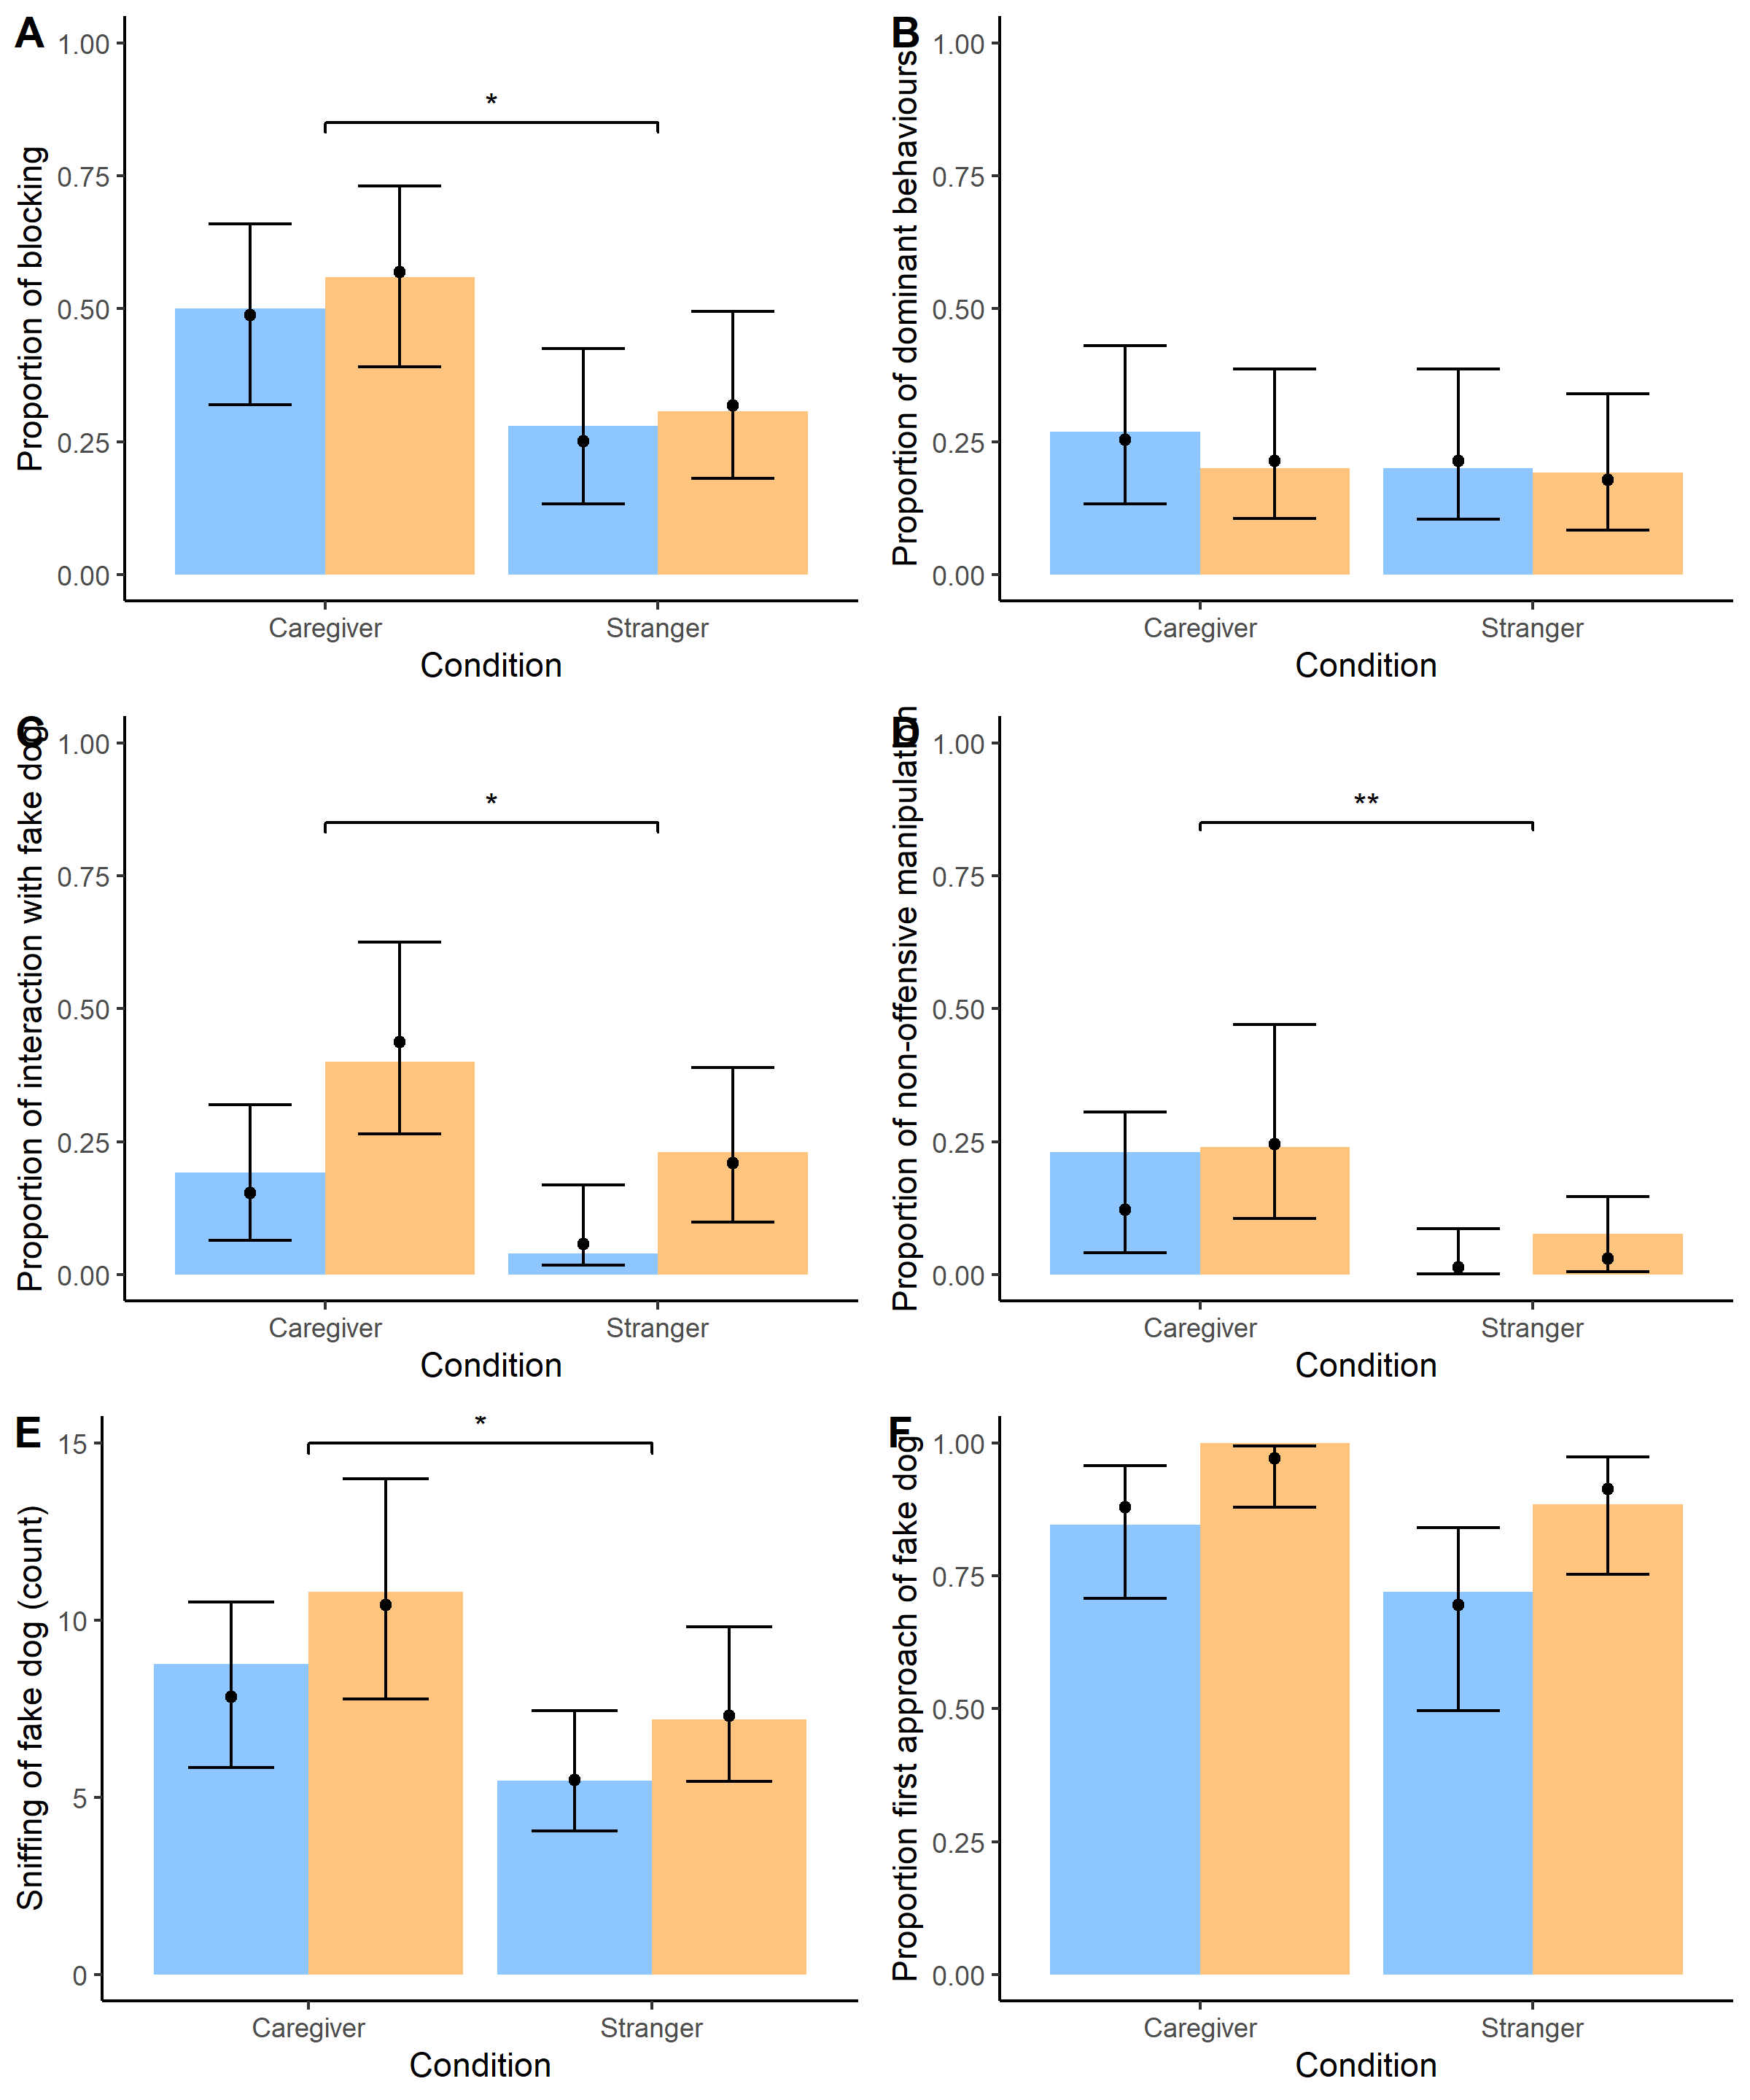 A
Proportion of blocking
1.00
0.75
0.50
0.25
0.00
*
Caregiver
Stranger
Condition
B
Proportion of dominant behaviours
1.00
0.75
0.50
0.25
0.00
Caregiver
Stranger
Condition
C
Proportion of interaction with fake dog
1.00
0.75
0.50
0.25
0.00
*
Caregiver
Stranger
Condition
D
Proportion of non-offensive manipulation
1.00
0.75
0.50
0.25
0.00
**
Caregiver
Stranger
Condition
E
Sniffing of fake dog (count)
15
10
5
0
*
Caregiver
Stranger
Condition
F
Proportion first approach of fake dog
1.00
0.75
0.50
0.25
0.00
Caregiver
Stranger
Condition